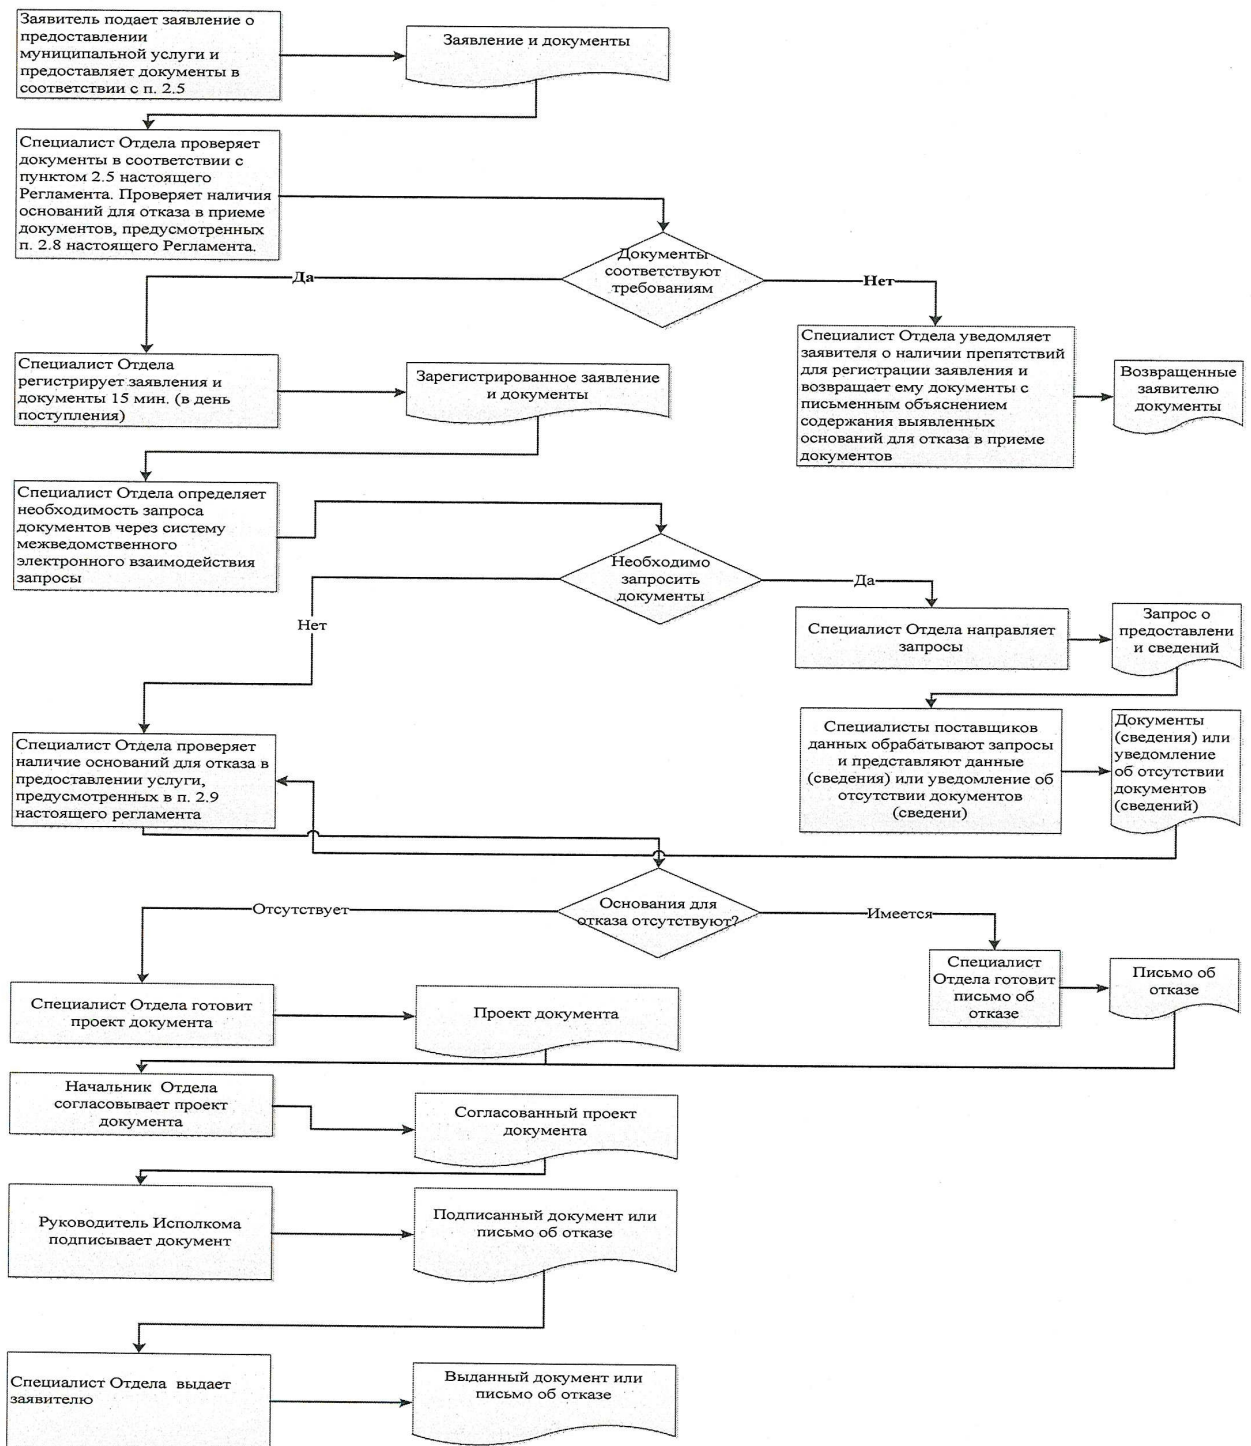 Заявитель подает заявление о
предоставлении
муниципальной услуги и
предоставляет документы в
соответствии с п. 2.5
Заявление и документы
Специалист Отдела проверяет
документы в соответствии с
пунктом 2.5 настоящего
Регламента. Проверяет наличия
оснований для отказа в приеме
документов, предусмотренных
п. 2.8 настоящего Регламента.
Документы
соответствуют
требованиям
Да
Нет
Специалист Отдела
регистрирует заявления и
документы 15 мин. (в день
поступления)
Зарегистрированное заявление
и документы
Специалист Отдела уведомляет
заявителя о наличии препятствий
для регистрации заявления и
возвращает ему документы с
письменным объяснением
содержания выявленных
оснований для отказа в приеме
документов
Возвращенные
заявителю
документы
Специалист Отдела определяет
необходимость запроса
документов через систему
межведомственного
электронного взаимодействия
запросы
Необходимо
запросить
документы
Да
Нет
Специалист Отдела направляет
запросы
Запрос о
предоставлени
и сведений
Специалисты поставщиков
данных обрабатывают запросы
и представляют данные
(сведения) или уведомление об
отсутствии документов
(сведени)
Документы
(сведения) или
уведомление
об отсутствии
документов
(сведений)
Специалист Отдела проверяет
наличие оснований для отказа в
предоставлении услуги,
предусмотренных в п. 2.9
настоящего регламента
Основания для
отказа отсутствуют?
Отсутствует
Имеется
Специалист Отдела готовит
проект документа
Проект документа
Специалист
Отдела готовит
письмо об
отказе
Письмо об
отказе
Начальник Отдела
согласовывает проект
документа
Согласованный проект
документа
Руководитель Исполкома
подписывает документ
Подписанный документ или
письмо об отказе
Специалист Отдела выдает
заявителю
Выданный документ или
письмо об отказе